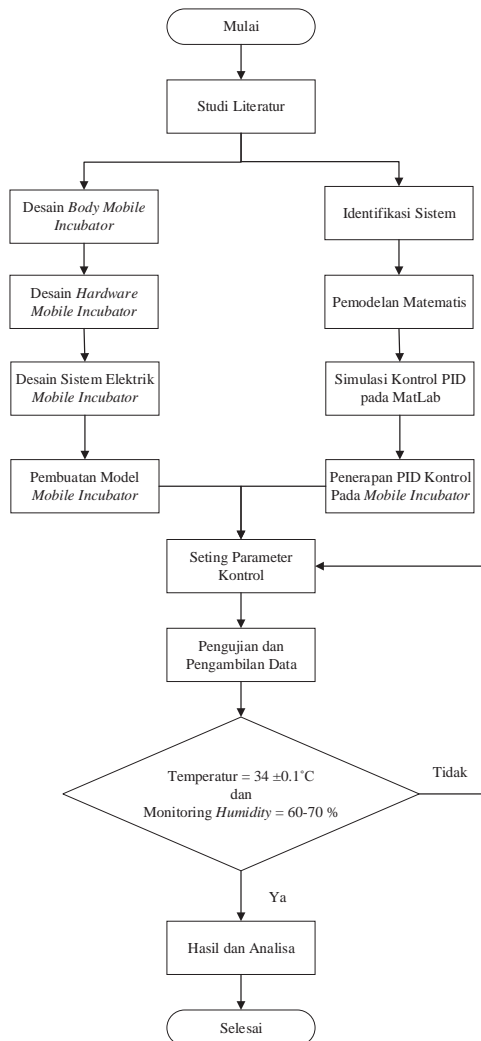 Mulai
Studi Literatur
Desain Body Mobile
Incubator
Identifikasi Sistem
Desain Hardware
Mobile Incubator
Pemodelan Matematis
Desain Sistem Elektrik
Mobile Incubator
Simulasi Kontrol PID
pada MatLab
Pembuatan Model
Mobile Incubator
Penerapan PID Kontrol
Pada Mobile Incubator
Seting Parameter
Kontrol
Pengujian dan
Pengambilan Data
Temperatur = 34 ±0.1˚C
dan
Monitoring Humidity = 60-70 %
Tidak
Ya
Hasil dan Analisa
Selesai